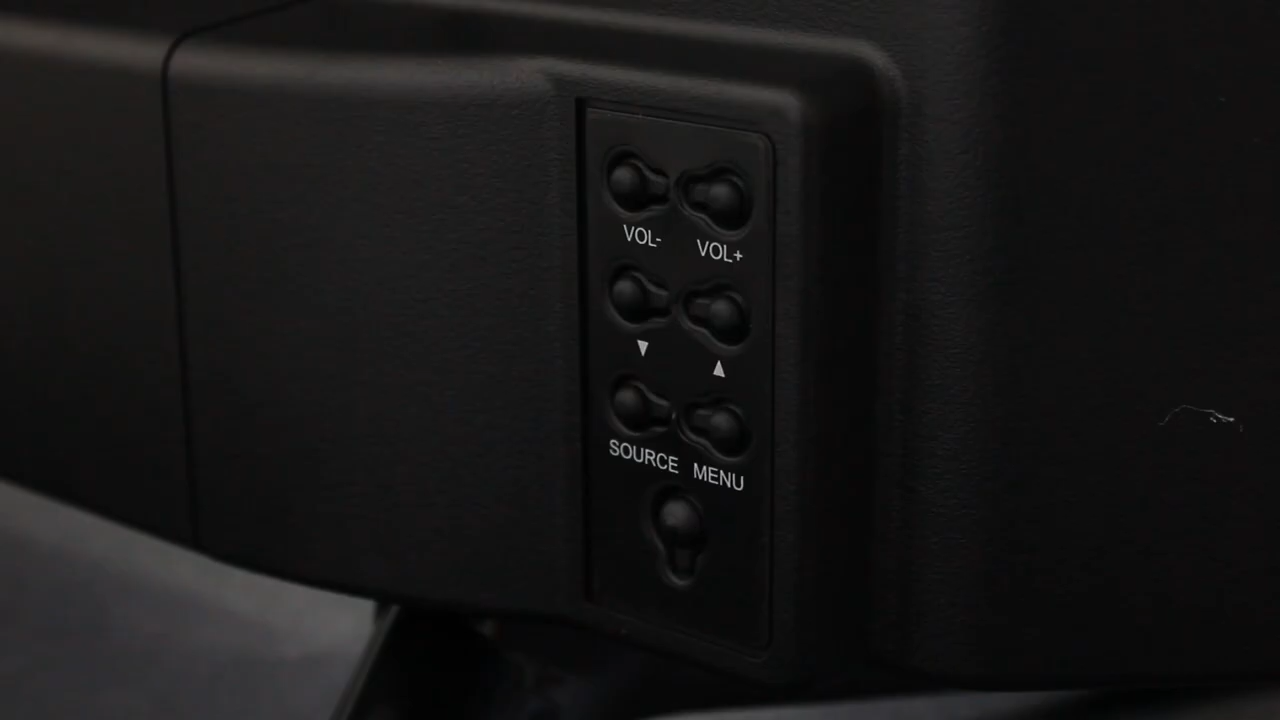 VOL- VOL+
▼ ▲
SOURCE MENU